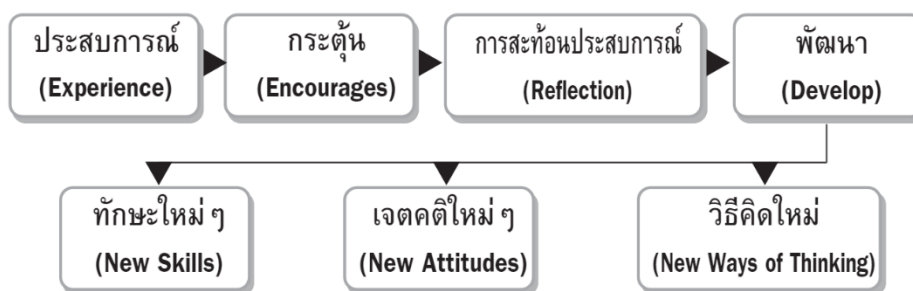 ประสบการณ์
(Experience)
กระตุ้น
(Encourages)
การสะท้อนประสบการณ์
(Reflection)
พัฒนา
(Develop)
ทักษะใหม่ ๆ
(New Skills)
เจตคติใหม่ ๆ
(New Attitudes)
วิธีคิดใหม่
(New Ways of Thinking)